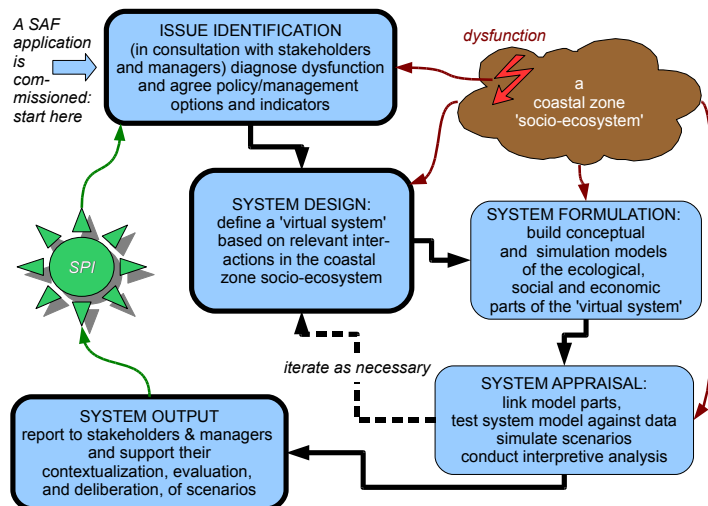 A SAF
application
is
com-
missioned:
start here
ISSUE IDENTIFICATION
(in consultation with stakeholders
and managers) diagnose dysfunction
and agree policy/management
options and indicators
dysfunction
a
coastal zone
'socio-ecosystem'
SYSTEM DESIGN:
define a 'virtual system'
based on relevant inter-
actions in the coastal
zone socio-ecosystem
SYSTEM FORMULATION:
build conceptual
and simulation models
of the ecological,
social and economic
parts of the 'virtual system'
SPI
iterate as necessary
SYSTEM APPRAISAL:
link model parts,
test system model against data
simulate scenarios
conduct interpretive analysis
SYSTEM OUTPUT
report to stakeholders & managers
and support their
contextualization, evaluation,
and deliberation, of scenarios